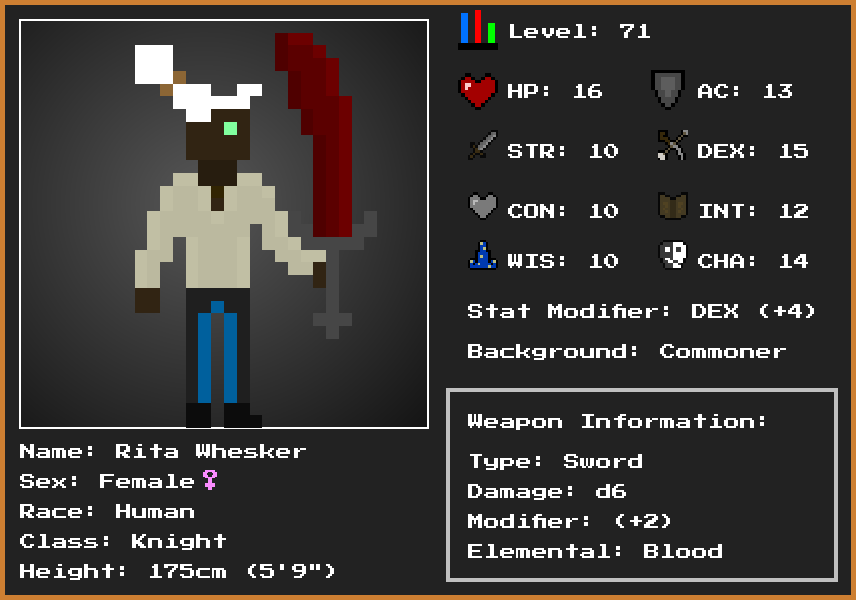 Level: 71
HP: 16
AC: 13
STR: 10
DEX: 15
CON: 10
INT: 12
WIS: 10
CHA: 14
Stat Modifier: DEX (+4)
Background: Commoner
Weapon Information:
Type: Sword
Damage: d6
Modifier: (+2)
Elemental: Blood
Name: Rita Whesker
Sex: Female♀
Race: Human
Class: Knight
Height: 175cm (5'9")